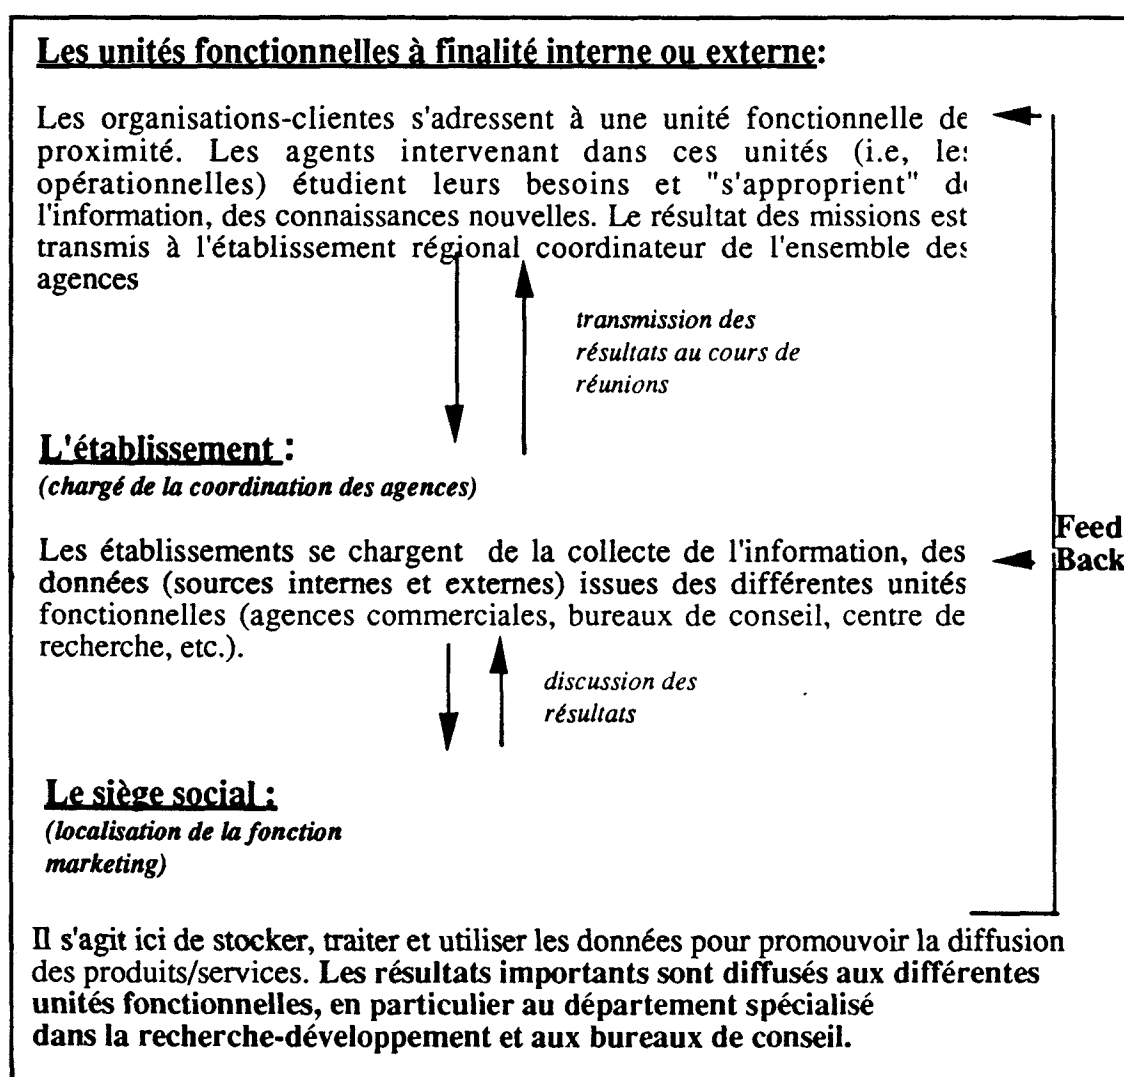 Les unités fonctionnelles à finalité interne ou externe:
Les organisations-clientes s'adressent à une unité fonctionnelle de
proximité. Les agents intervenant dans ces unités (i.e, les
opérationnelles) étudient leurs besoins et "s'approprient" de
l'information, des connaissances nouvelles. Le résultat des missions est
transmis à l'établissement régional coordinateur de l'ensemble des
agences
transmission des
résultats au cours de
réunions
L'établissement :
(chargé de la coordination des agences)
Feed
Back
Les établissements se chargent de la collecte de l'information, des
données (sources internes et externes) issues des différentes unités
fonctionnelles (agences commerciales, bureaux de conseil, centre de
recherche, etc.).
discussion des
résultats
Le siège social :
(localisation de la fonction
marketing)
Il s'agit ici de stocker, traiter et utiliser les données pour promouvoir la diffusion
des produits/services. Les résultats importants sont diffusés aux différentes
unités fonctionnelles, en particulier au département spécialisé
dans la recherche-développement et aux bureaux de conseil.